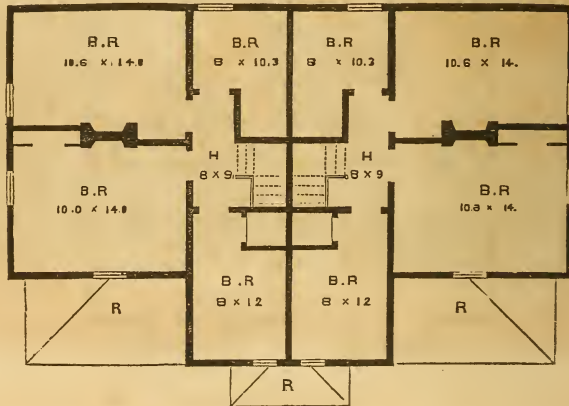 B.R
10.6 × 14.0
B.R
8 × 10.3
B.R
8 × 10.3
B.R
10.6 × 14.
H
8 × 9
H
8 × 9
B.R
10.0 × 14.0
B.R
10.0 × 14.
B.R
8 × 12
B.R
8 × 12
R
R
R